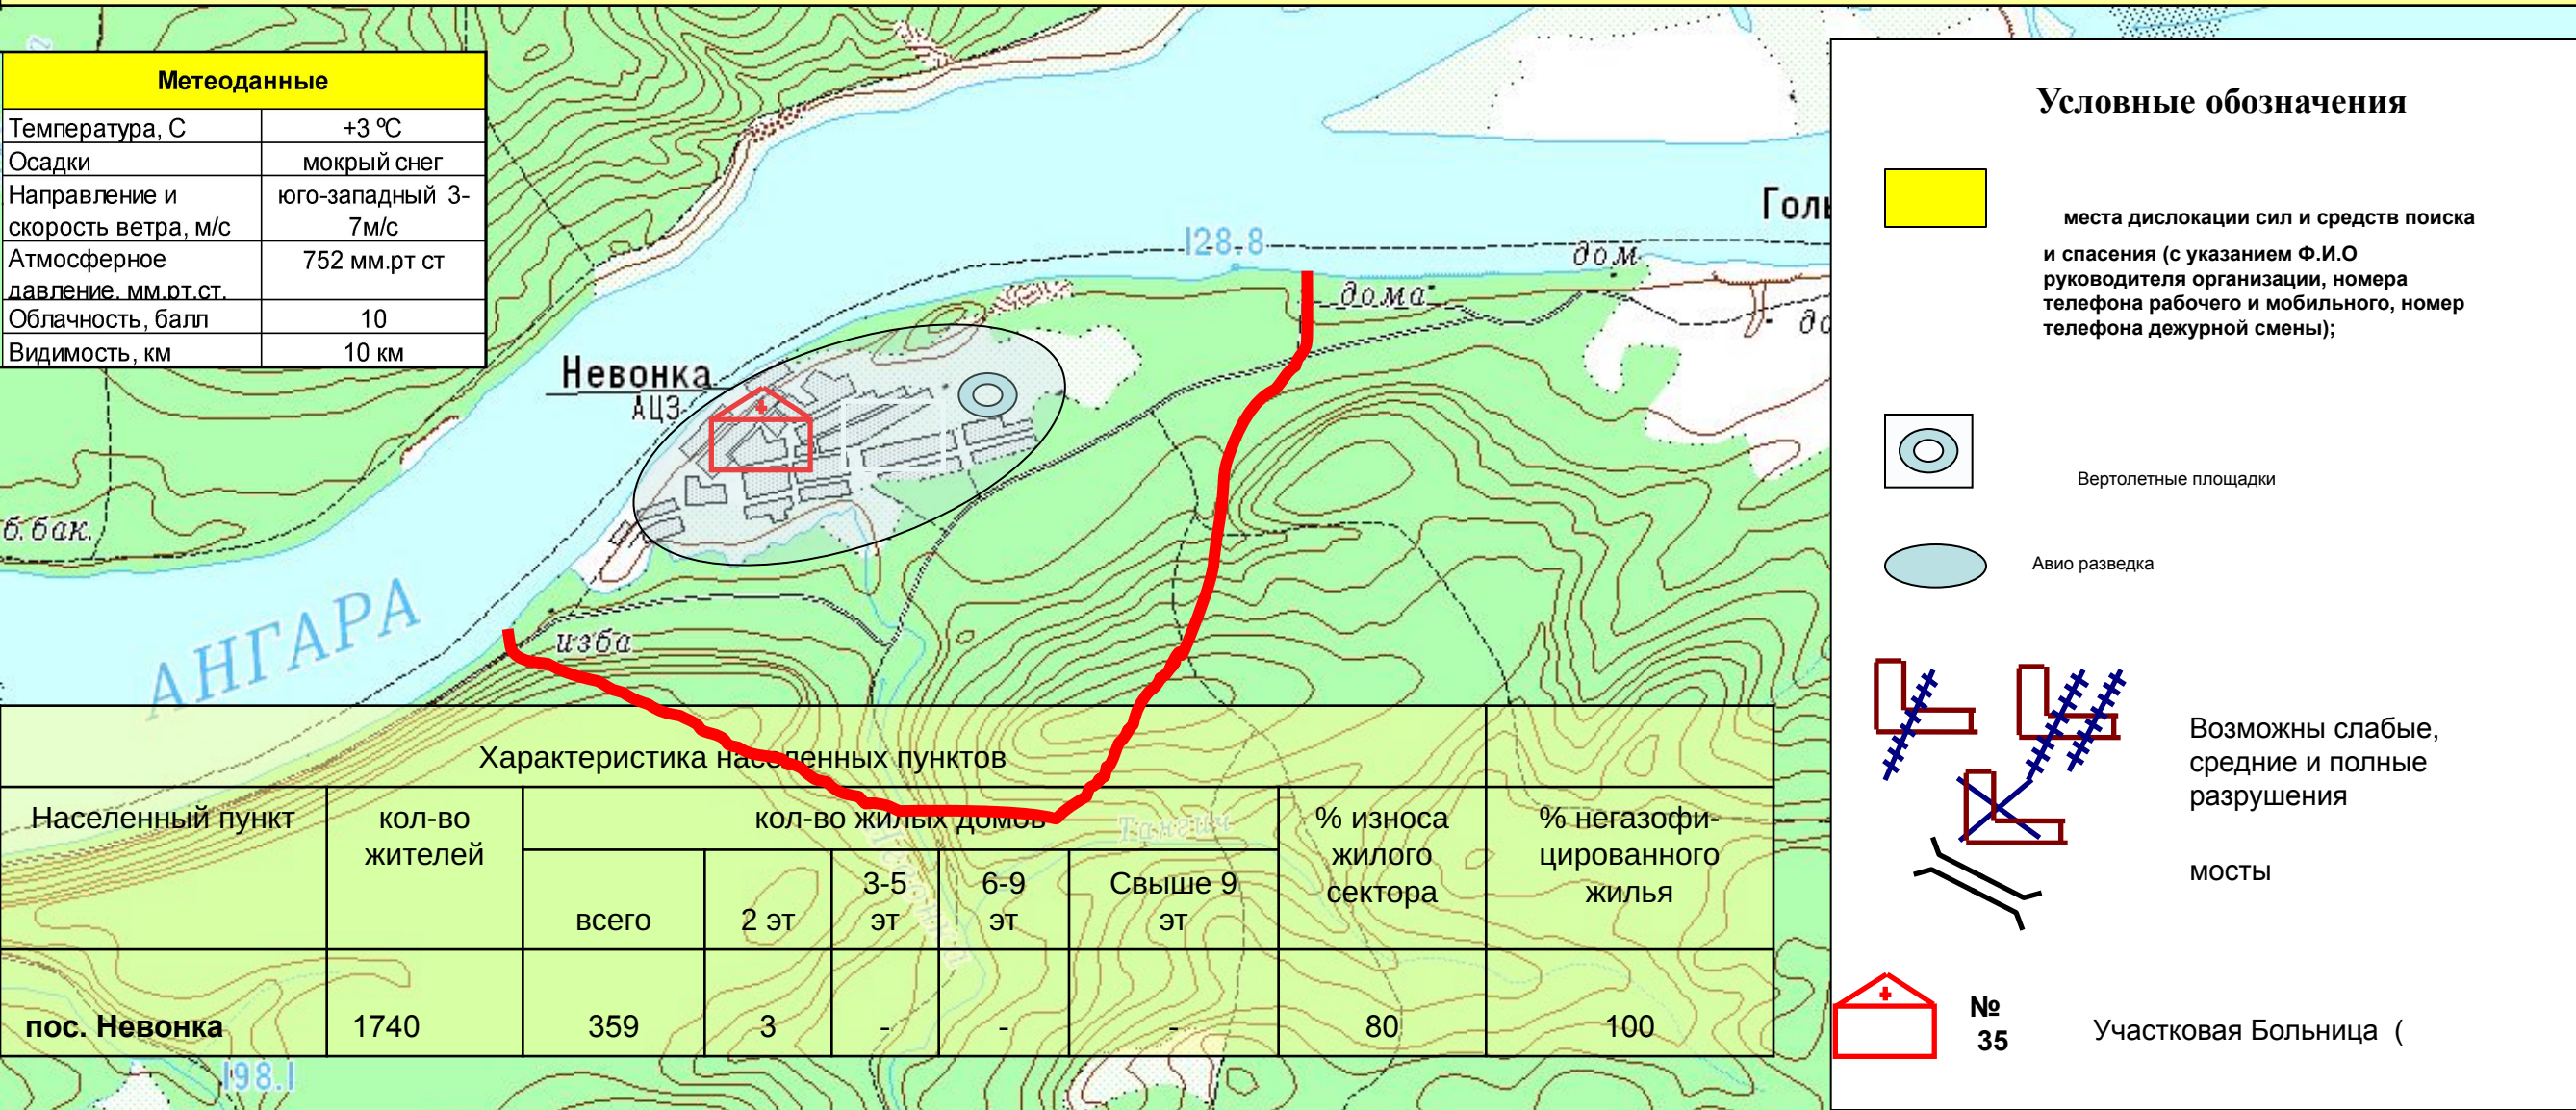 Метеоданные
Температура, С +3 ºС
Осадки мокрый снег
Направление и юго-западный 3-
скорость ветра, м/с 7м/с
Атмосферное 752 мм.рт ст
давление. мм.рт.ст.
Облачность, балл 10
Видимость, км 10 км
Невонка
АЦЗ
128.8
дом
дома
Голь
до
б.бак.
АНГАРА
изба
Характеристика населенных пунктов
Населенный пункт кол-во жилых домов
кол-во
жителей
% износа
жилого
сектора
% негазофи-
цированного
жилья
всего 2 эт
3-5
эт
6-9
эт
Свыше 9
эт
Тангич
пос. Невонка 1740 359 3 - - - 80 100
198.1
Условные обозначения
места дислокации сил и средств поиска
и спасения (с указанием Ф.И.О
руководителя организации, номера
телефона рабочего и мобильного, номер
телефона дежурной смены);
Вертолетные площадки
Авио разведка
Возможны слабые,
средние и полные
разрушения
мосты
№
35
Участковая Больница (